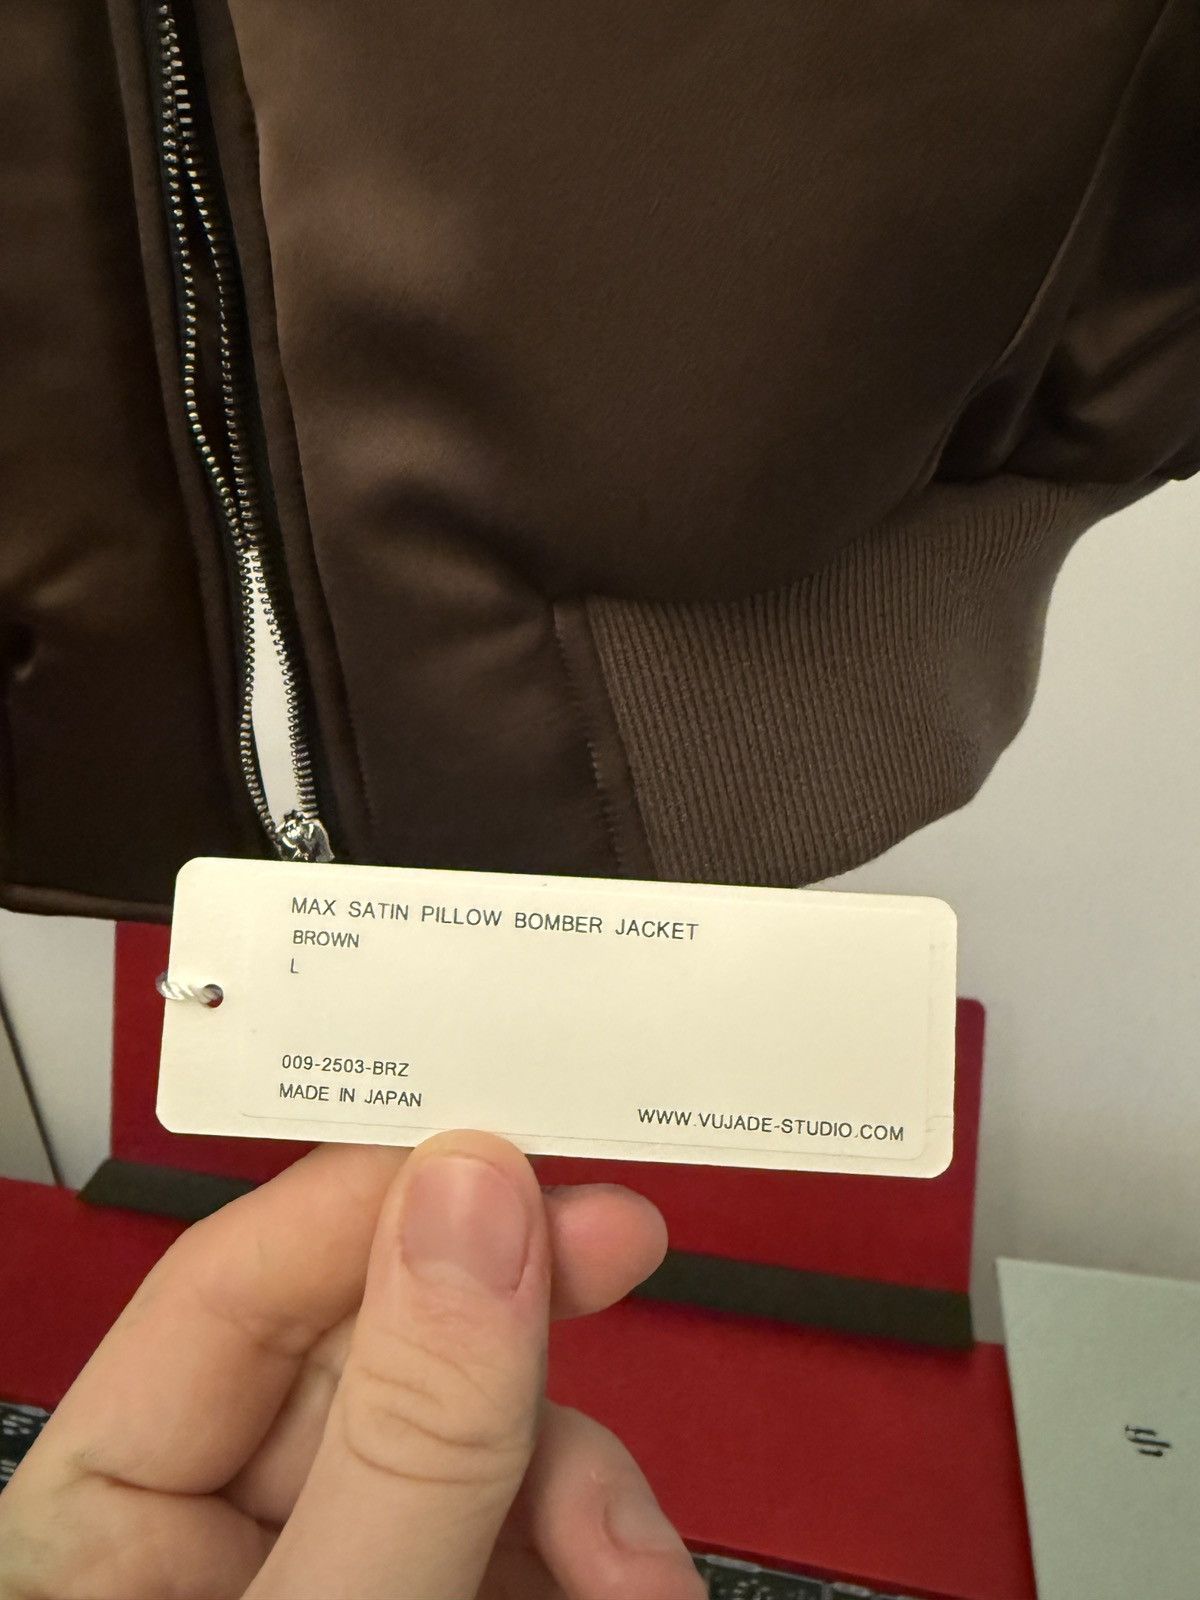 MAX SATIN PILLOW BOMBER JACKET
BROWN
L
009-2503-BRZ
MADE IN JAPAN
WWW.VUJADE-STUDIO.COM